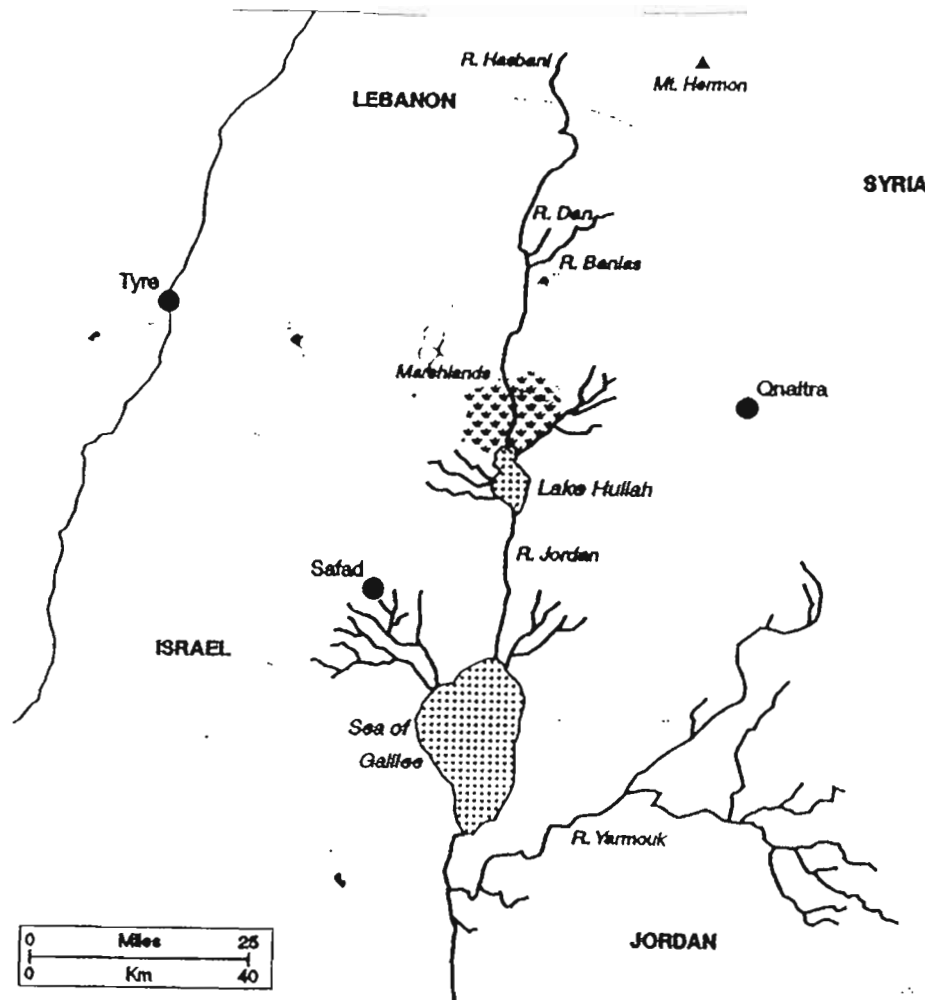 R. Hasbani
Mt. Hermon
LEBANON
SYRIA
R. Dan
R. Banias
Tyre
Marshlands
Qnaitra
Lake Hullah
R. Jordan
Safad
ISRAEL
Sea of
Galilee
R. Yarmouk
0 Miles 25
0 Km 40
JORDAN